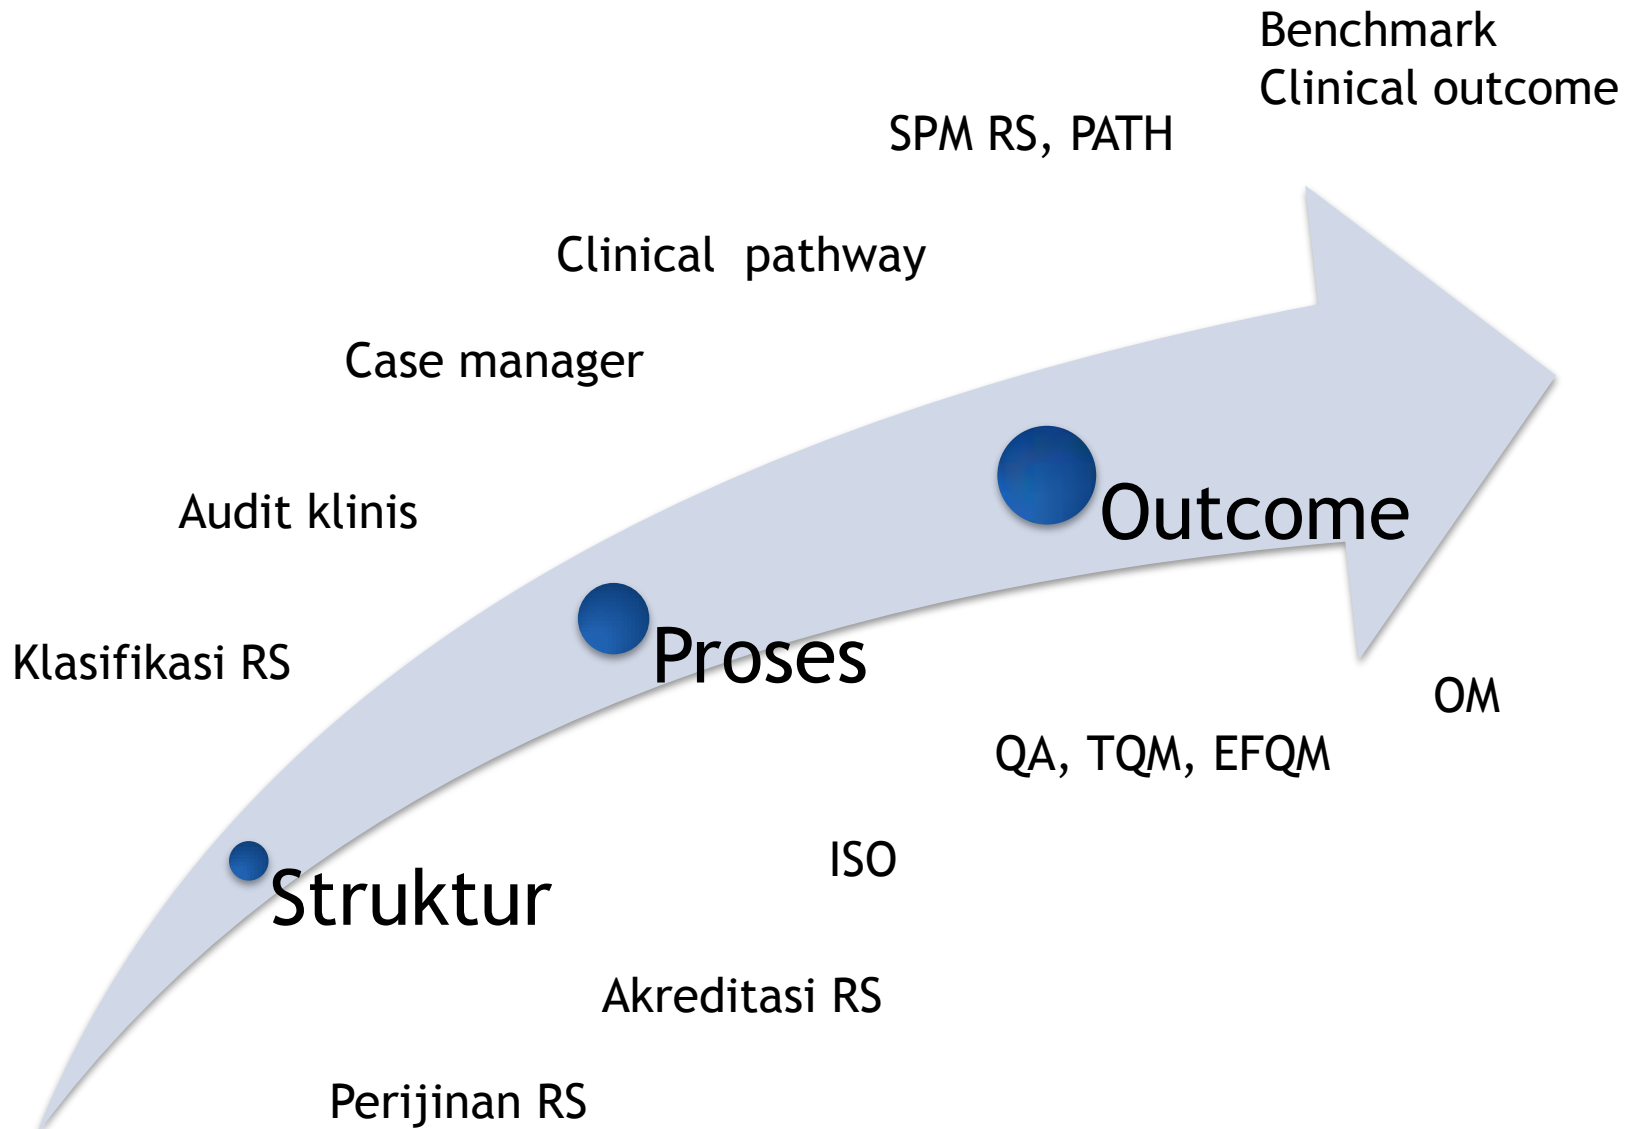 Benchmark
Clinical outcome
SPM RS, PATH
Clinical pathway
Case manager
Audit klinis
Outcome
Proses
Klasifikasi RS
OM
QA, TQM, EFQM
ISO
Struktur
Akreditasi RS
Perijinan RS